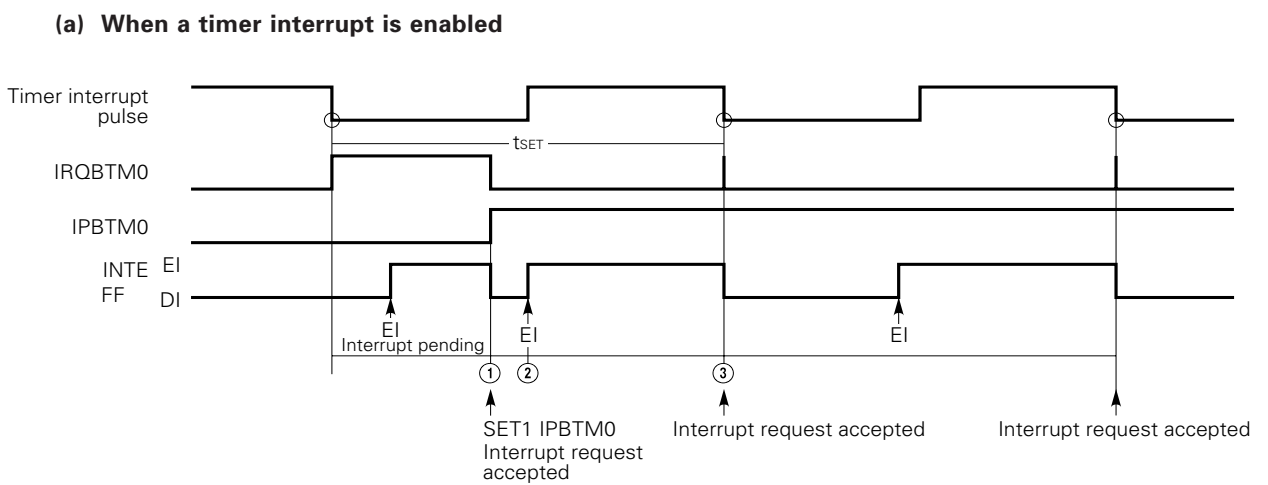 (a) When a timer interrupt is enabled
Timer interrupt
pulse
tSET
IRQBTM0
IPBTM0
INTE EI
FF DI
EI
EI
EI
Interrupt pending
① ② ③
SET1 IPBTM0
Interrupt request
accepted
Interrupt request accepted
Interrupt request accepted